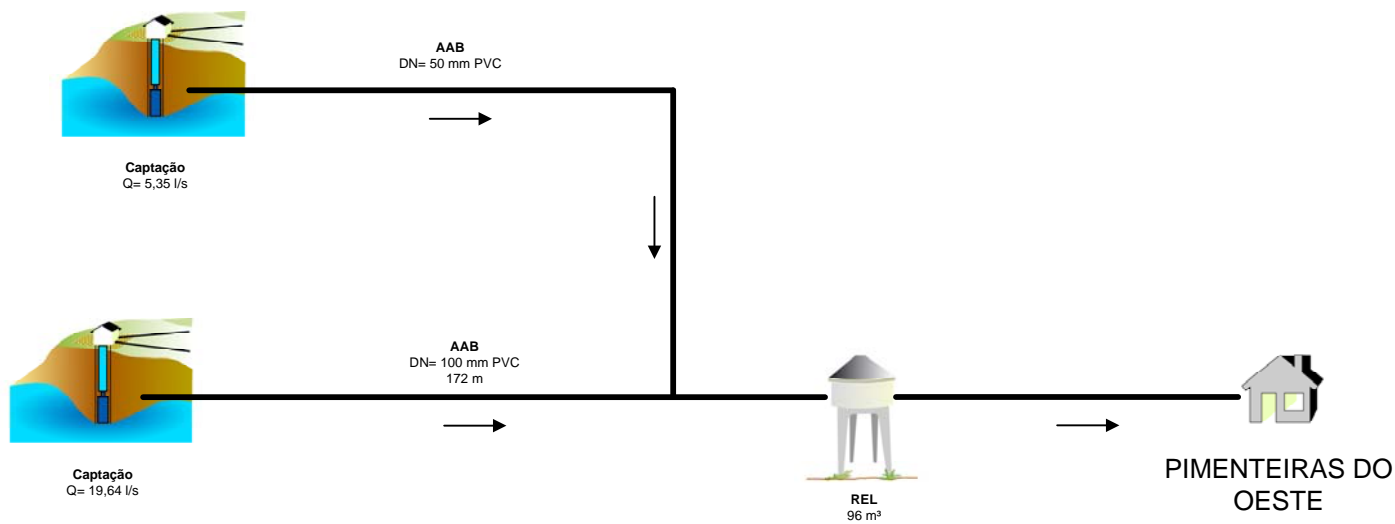 AAB
DN= 50 mm PVC
Captação
Q= 5,35 l/s
AAB
DN= 100 mm PVC
172 m
Captação
Q= 19,64 l/s
REL
96 m³
PIMENTEIRAS DO
OESTE